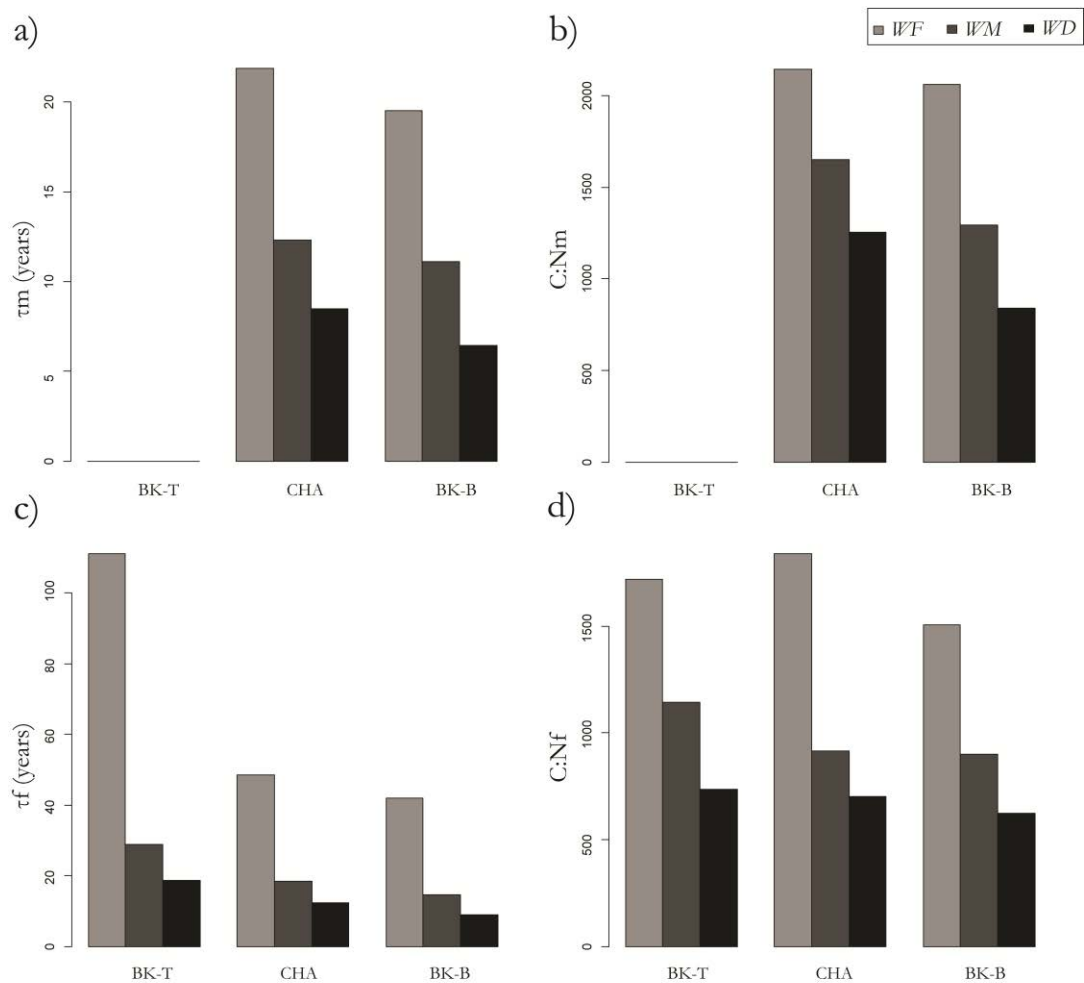 a)
b)
WF WM WD
τm (years)
0 5 10 15 20
BK-T CHA BK-B
C:Nm
0 500 1000 1500 2000
BK-T CHA BK-B
c)
d)
τf (years)
0 20 40 60 80 100
BK-T CHA BK-B
C:Nf
0 500 1000 1500
BK-T CHA BK-B